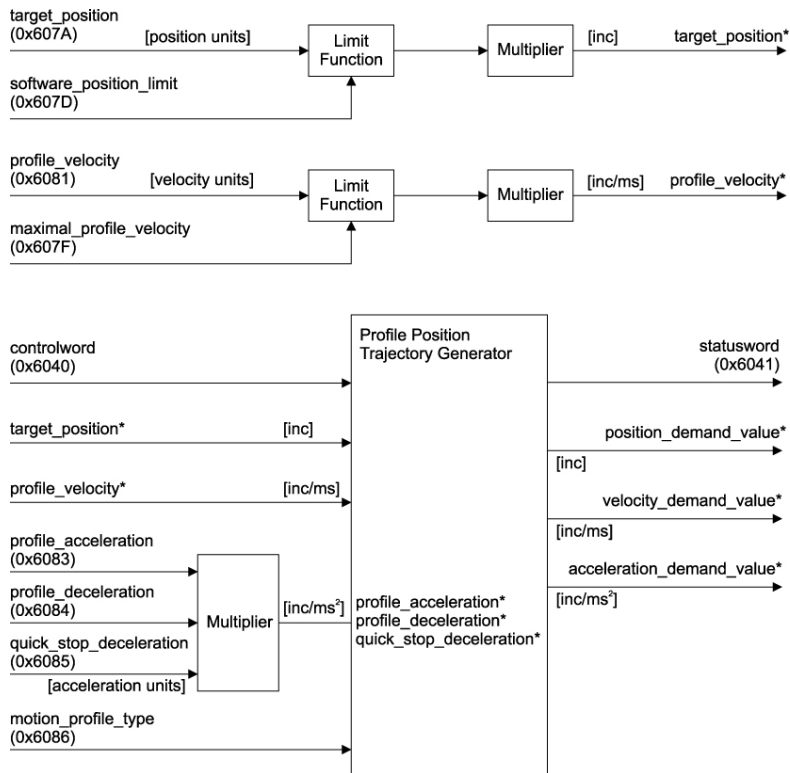 target_position
(0x607A)
[position units]
Limit
Function
Multiplier
[inc]
target_position*
software_position_limit
(0x607D)
profile_velocity
(0x6081)
[velocity units]
Limit
Function
Multiplier
[inc/ms]
profile_velocity*
maximal_profile_velocity
(0x607F)
Profile Position
Trajectory Generator
controlword
(0x6040)
statusword
(0x6041)
target_position*
[inc]
position_demand_value*
[inc]
profile_velocity*
[inc/ms]
velocity_demand_value*
[inc/ms]
profile_acceleration
(0x6083)
acceleration_demand_value*
[inc/ms²]
profile_deceleration
(0x6084)
Multiplier
[inc/ms²]
profile_acceleration*
profile_deceleration*
quick_stop_deceleration*
quick_stop_deceleration
(0x6085)
[acceleration units]
motion_profile_type
(0x6086)